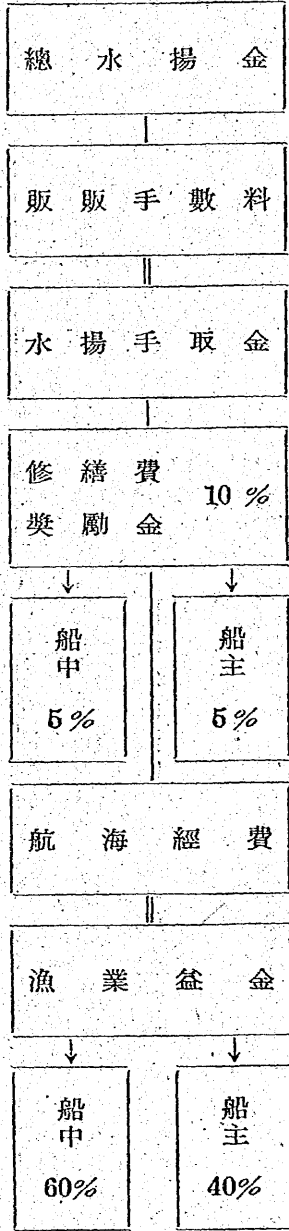 總水揚金
販販手數料
水揚手取金
修繕費
奬勵金 10%
船中 5%
船主 5%
航海經費
漁業益金
船中 60%
船主 40%